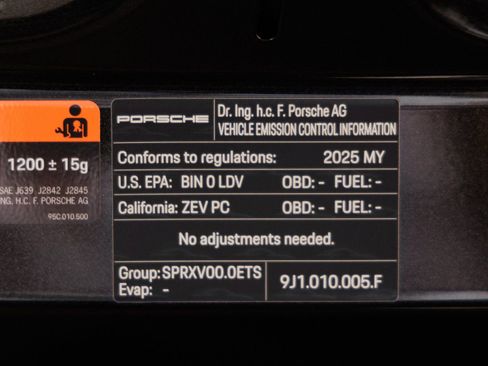 1200 ± 15g
SAE J639 J2842 J2845
ING. H.C. F. PORSCHE AG
95C.010.500
PORSCHE
Dr. Ing. h.c. F. Porsche AG
VEHICLE EMISSION CONTROL INFORMATION
Conforms to regulations: 2025 MY
U.S. EPA: BIN 0 LDV OBD: - FUEL: -
California: ZEV PC OBD: - FUEL: -
No adjustments needed.
Group: SPRXV00.0ETS
Evap: -
9J1.010.005.F